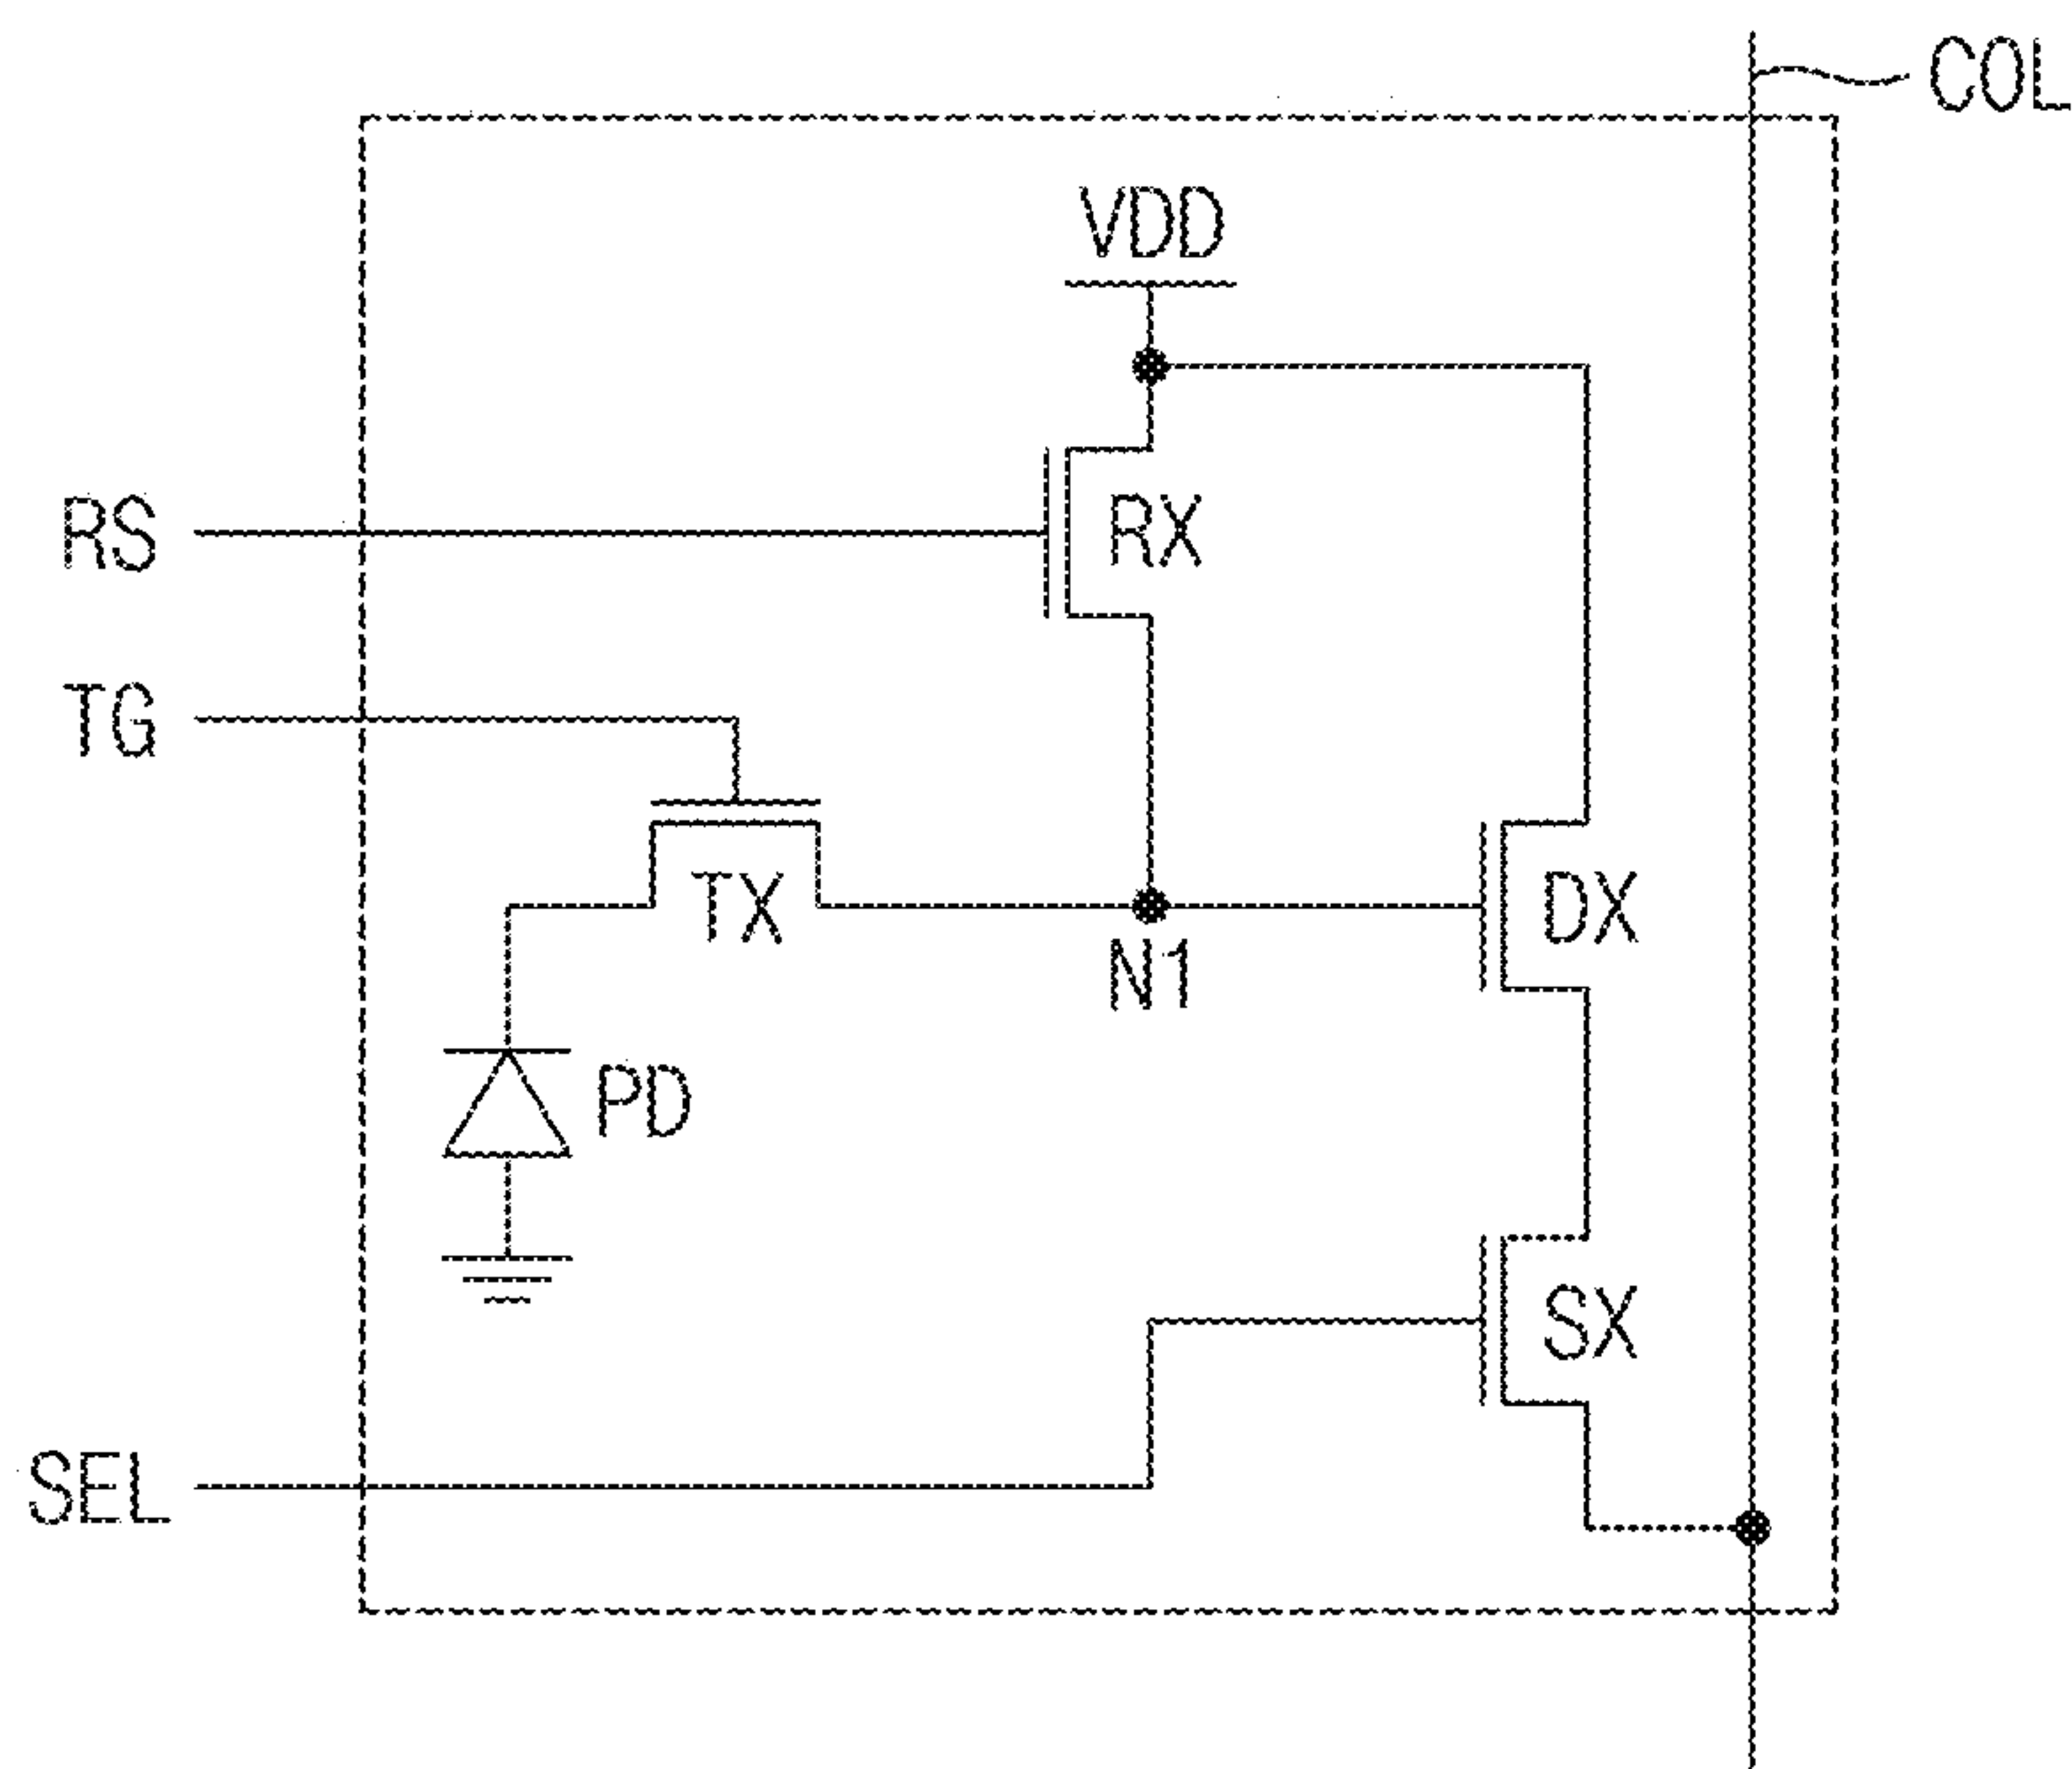 COL
VDD
RS
RX
TG
TX
DX
N1
PD
SX
SEL